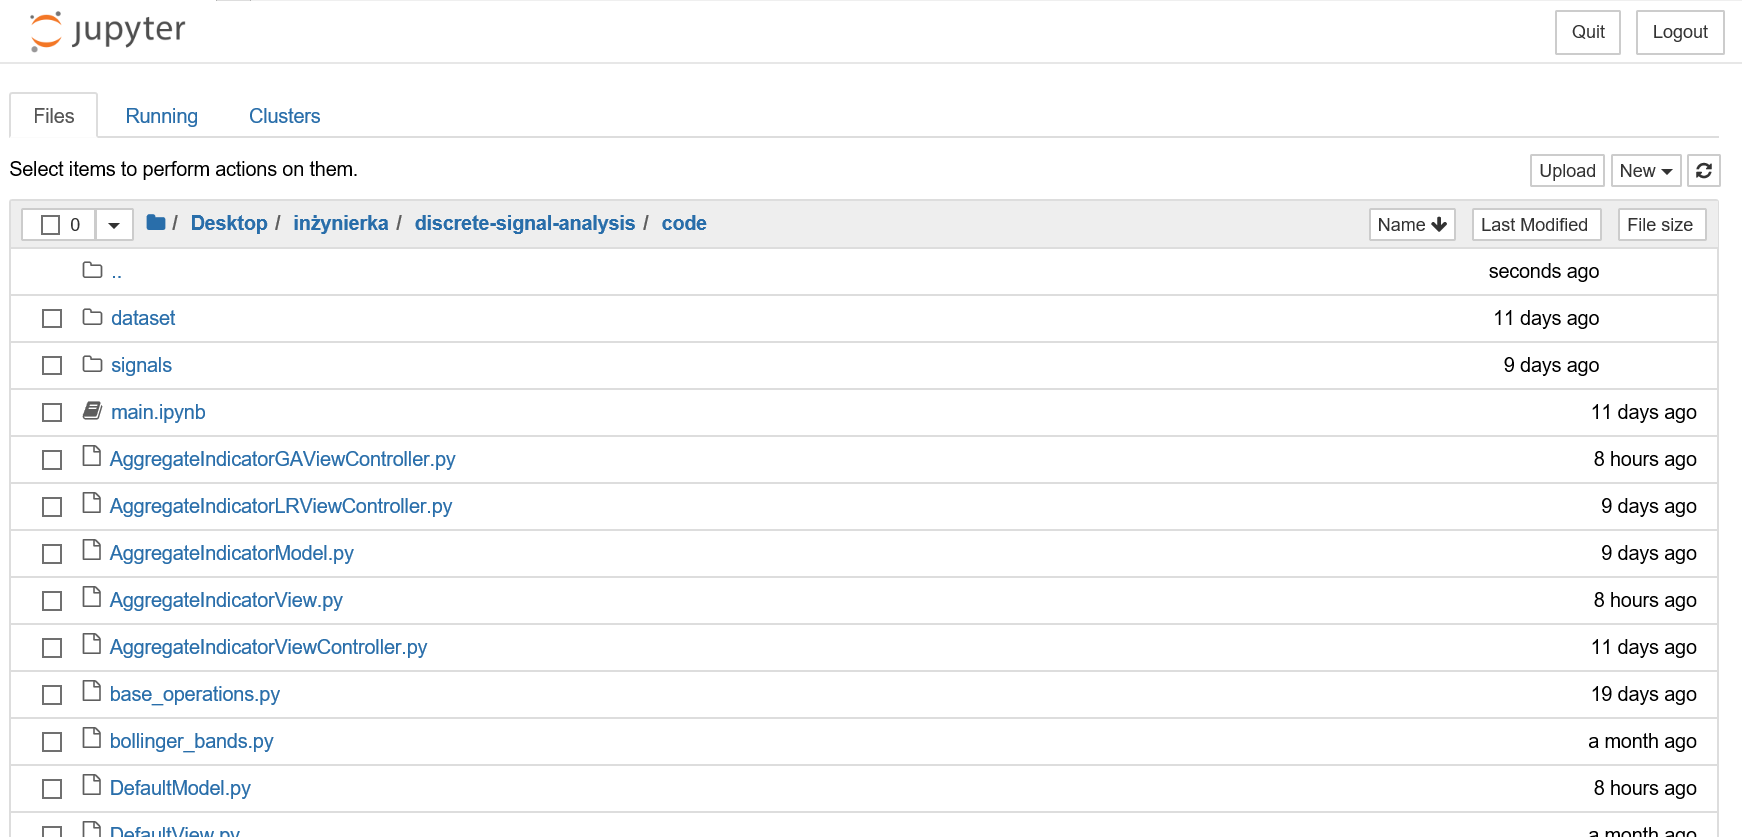 jupyter
Quit Logout
Files Running Clusters
Select items to perform actions on them.
Upload New
0 / Desktop / inżynierka / discrete-signal-analysis / code Name Last Modified File size
.. seconds ago
dataset 11 days ago
signals 9 days ago
main.ipynb 11 days ago
AggregateIndicatorGAViewController.py 8 hours ago
AggregateIndicatorLRViewController.py 9 days ago
AggregateIndicatorModel.py 9 days ago
AggregateIndicatorView.py 8 hours ago
AggregateIndicatorViewController.py 11 days ago
base_operations.py 19 days ago
bollinger_bands.py a month ago
DefaultModel.py 8 hours ago
DefaultView.py a month ago